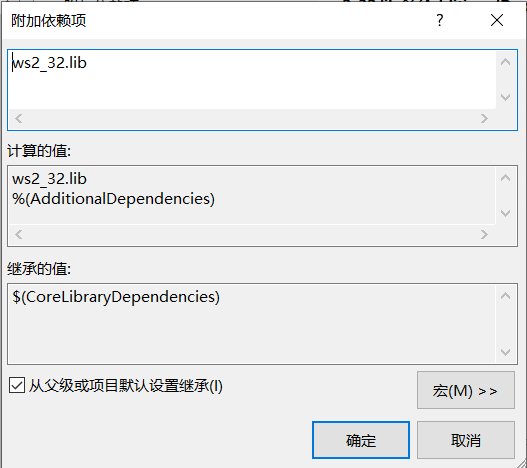 附加依赖项
ws2_32.lib
计算的值:
ws2_32.lib
%(AdditionalDependencies)
继承的值:
$(CoreLibraryDependencies)
从父级或项目默认设置继承(I)
宏(M) >>
确定
取消